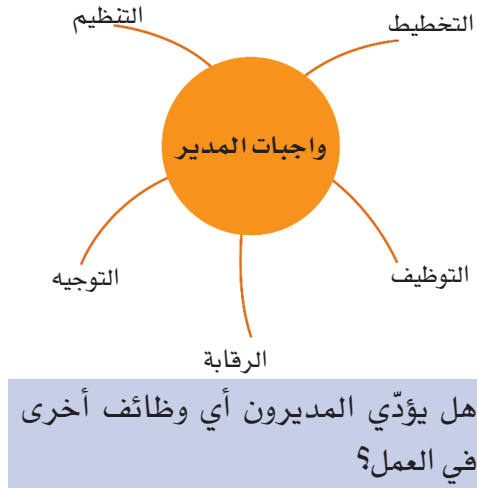 التنظيم
التخطيط
واجبات المدير
التوظيف
التوجيه
الرقابة
هل يؤدّي المديرون أي وظائف أخرى
في العمل؟